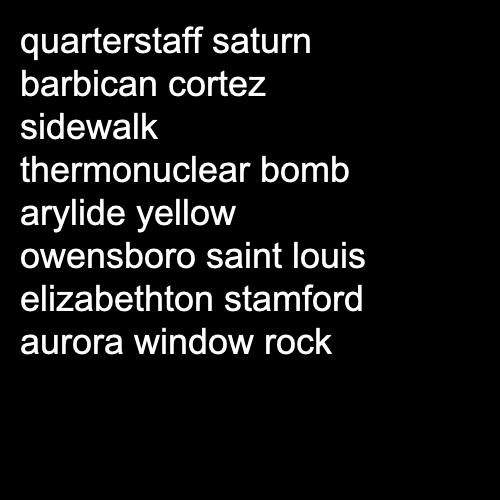 quarterstaff saturn
barbican cortez
sidewalk
thermonuclear bomb
arylide yellow
owensboro saint louis
elizabethton stamford
aurora window rock